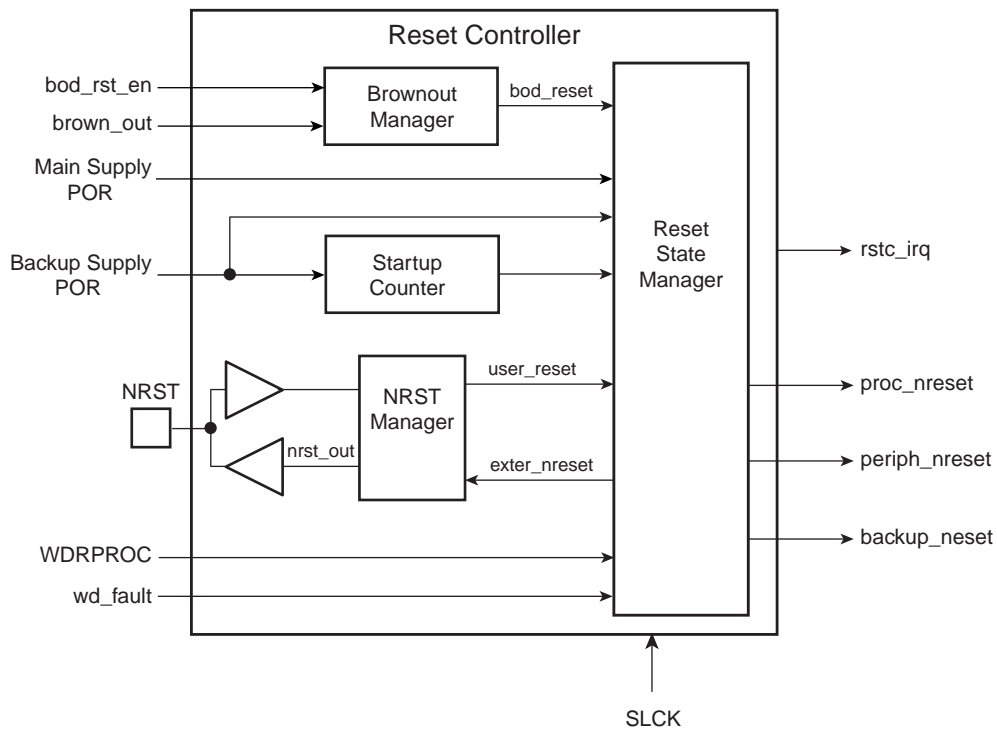 Reset Controller
bod_rst_en
brown_out
Brownout
Manager
bod_reset
Main Supply
POR
Backup Supply
POR
Startup
Counter
Reset
State
Manager
rstc_irq
NRST
NRST
Manager
user_reset
nrst_out
exter_nreset
proc_nreset
periph_nreset
backup_neset
WDRPROC
wd_fault
SLCK